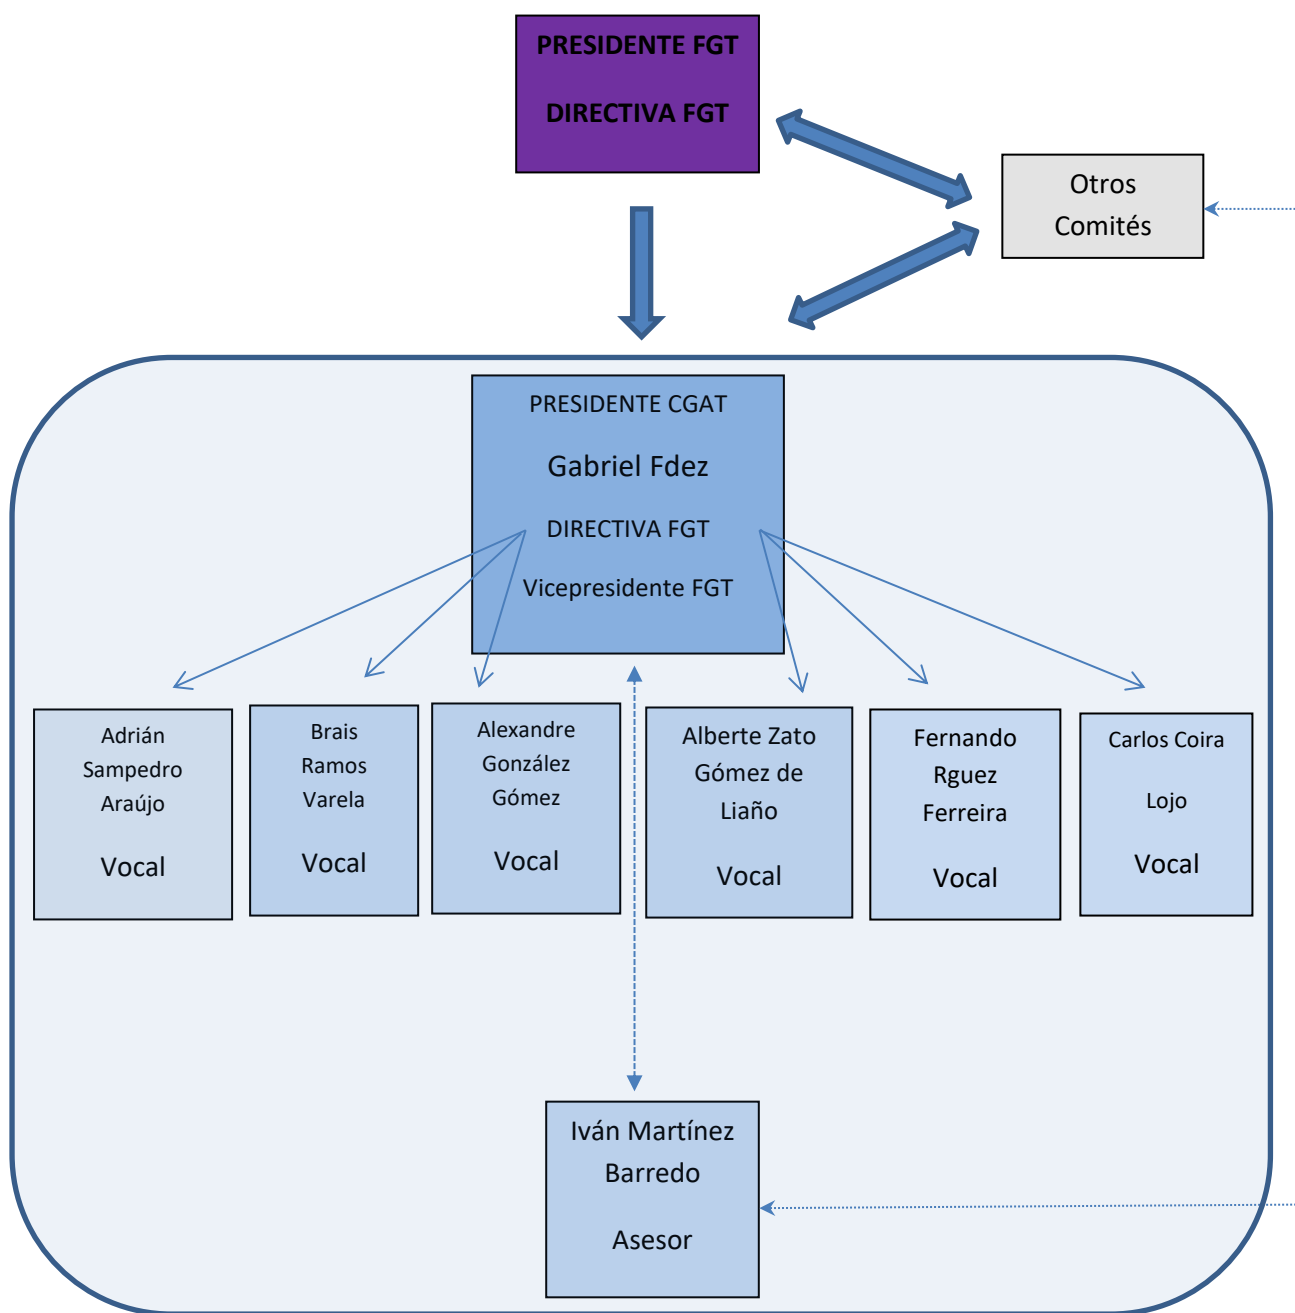 PRESIDENTE FGT
DIRECTIVA FGT
Otros
Comités
PRESIDENTE CGAT
Gabriel Fdez
DIRECTIVA FGT
Vicepresidente FGT
Adrián
Sampedro
Araújo
Vocal
Brais
Ramos
Varela
Vocal
Alexandre
González
Gómez
Vocal
Alberte Zato
Gómez de
Liaño
Vocal
Fernando
Rguez
Ferreira
Vocal
Carlos Coira
Lojo
Vocal
Iván Martínez
Barredo
Asesor